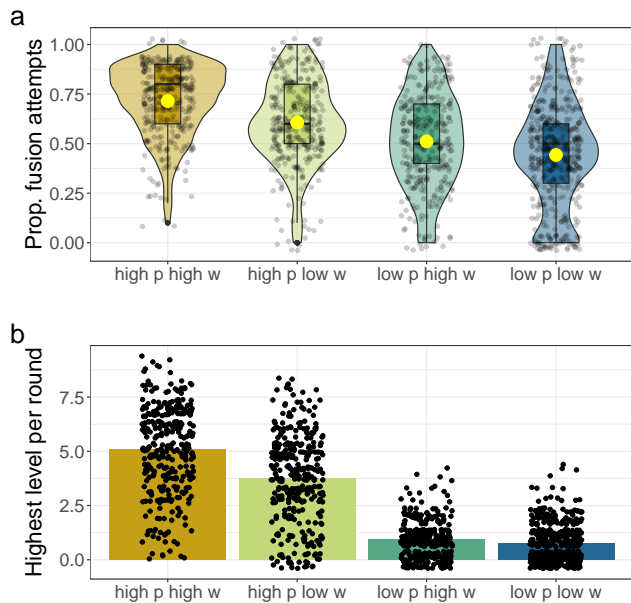 a
Prop. fusion attempts
1.00
0.75
0.50
0.25
0.00
high p high w
high p low w
low p high w
low p low w
b
Highest level per round
7.5
5.0
2.5
0.0
high p high w
high p low w
low p high w
low p low w